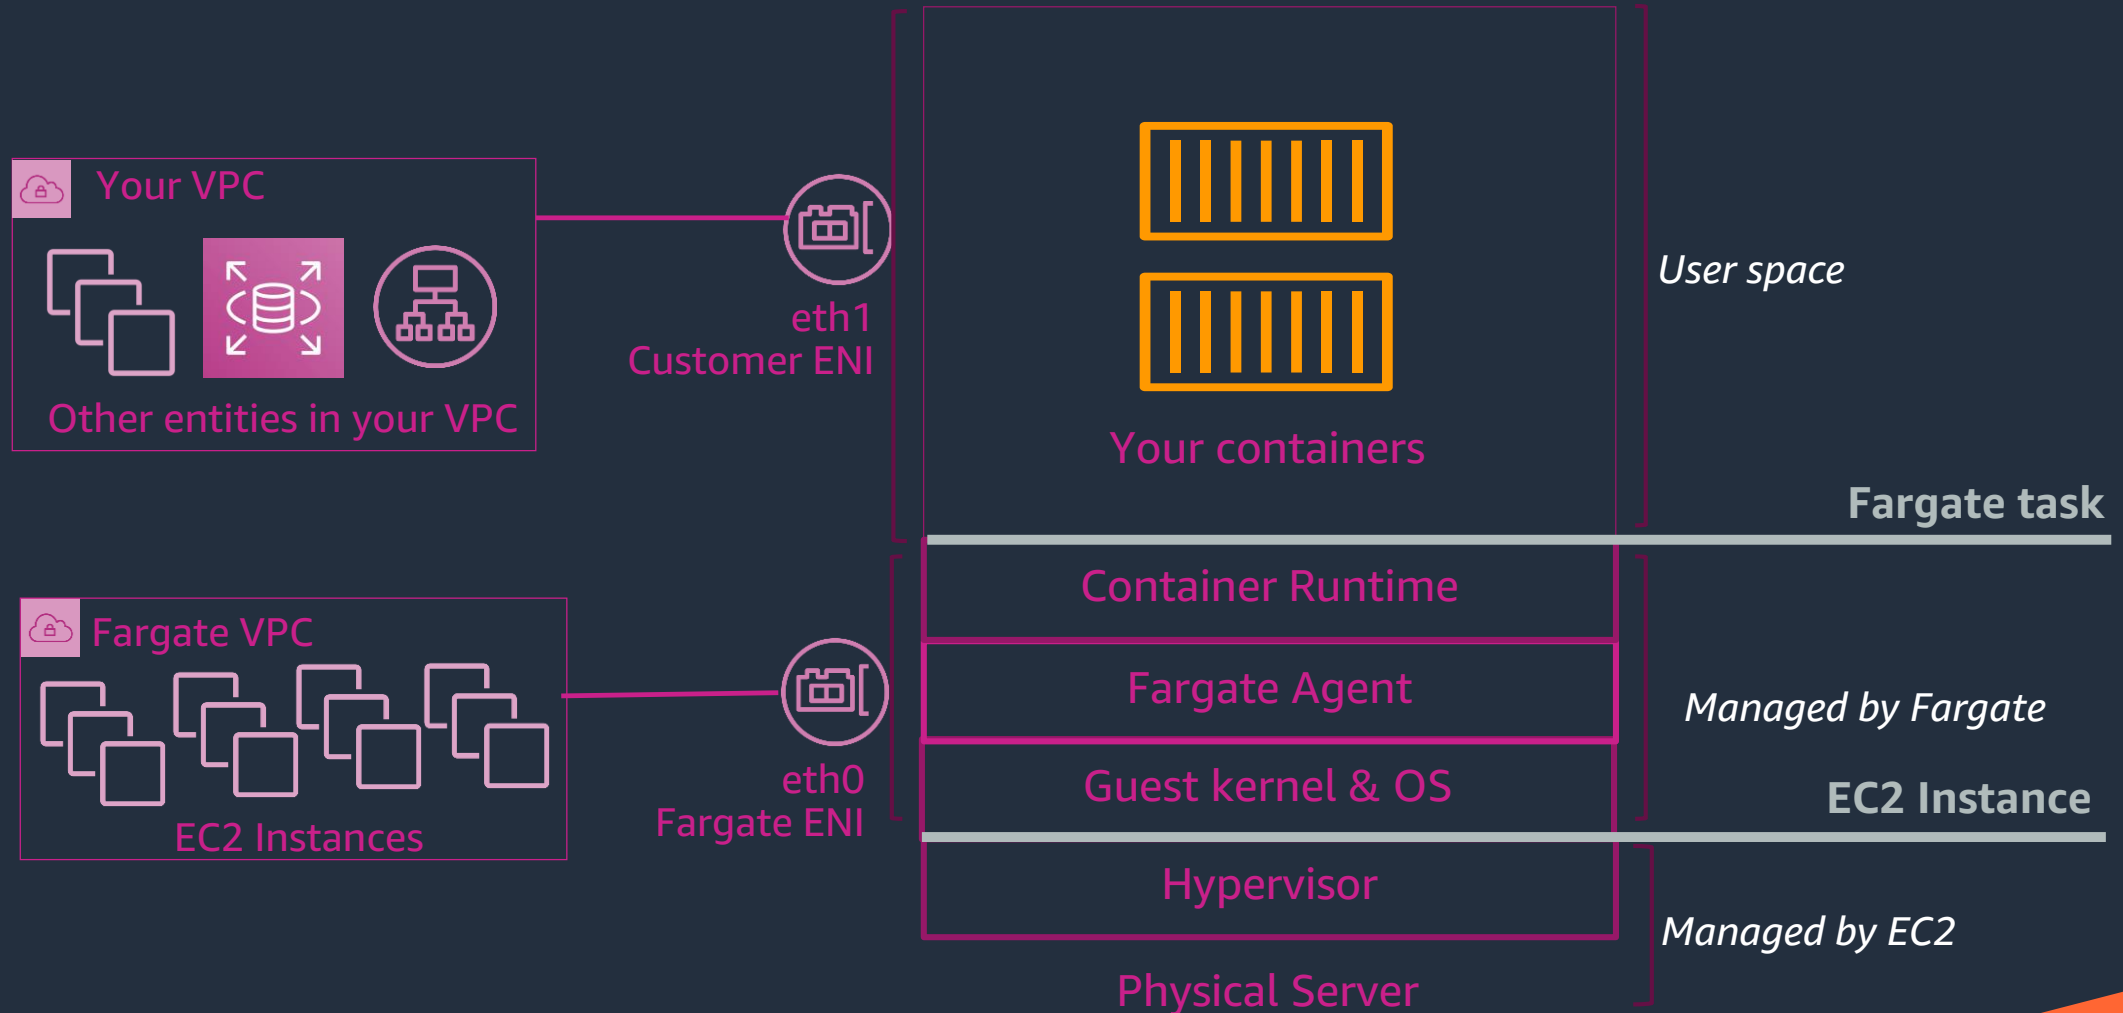 Your VPC
Other entities in your VPC
eth1
Customer ENI
Your containers
User space
Fargate task
Fargate VPC
EC2 Instances
eth0
Fargate ENI
Container Runtime
Fargate Agent
Guest kernel & OS
Managed by Fargate
EC2 Instance
Hypervisor
Physical Server
Managed by EC2